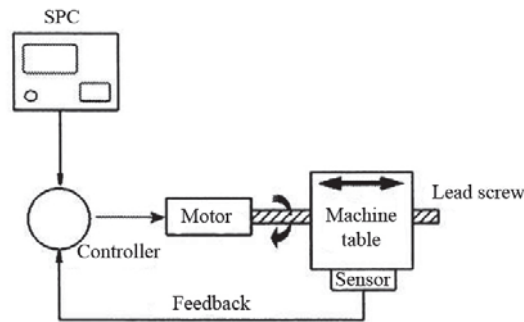 SPC
Lead screw
Motor
Machine
table
Controller
Sensor
Feedback